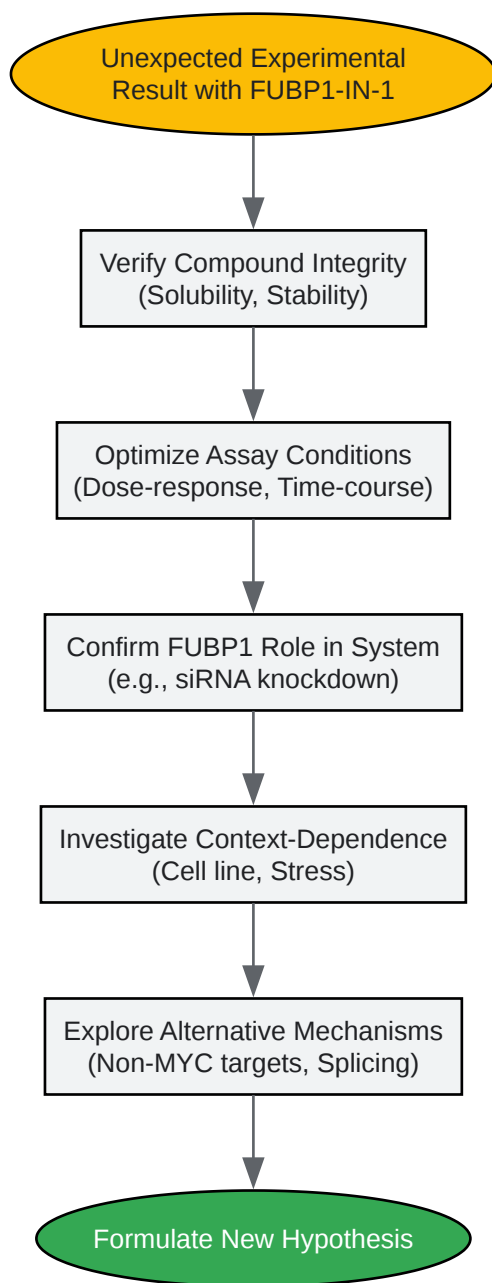 Unexpected Experimental
Result with FUBP1-IN-1
Verify Compound Integrity
(Solubility, Stability)
Optimize Assay Conditions
(Dose-response, Time-course)
Confirm FUBP1 Role in System
(e.g., siRNA knockdown)
Investigate Context-Dependence
(Cell line, Stress)
Explore Alternative Mechanisms
(Non-MYC targets, Splicing)
Formulate New Hypothesis